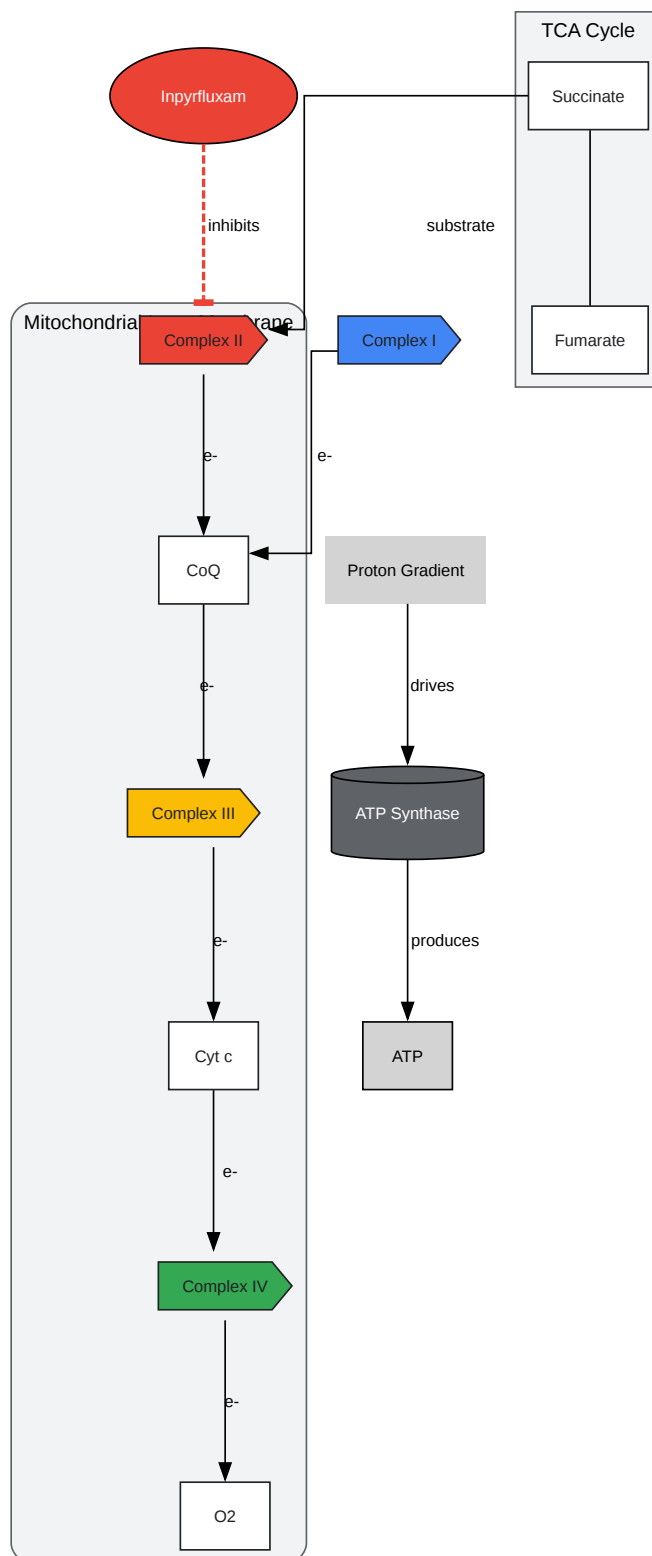 TCA Cycle
Inpyrfluxam
Succinate
inhibits
substrate
Mitochondrial
Complex II
Complex I
Fumarate
e-
e-
CoQ
Proton Gradient
e-
drives
Complex III
ATP Synthase
e-
produces
Cyt c
ATP
e-
Complex IV
e-
O2